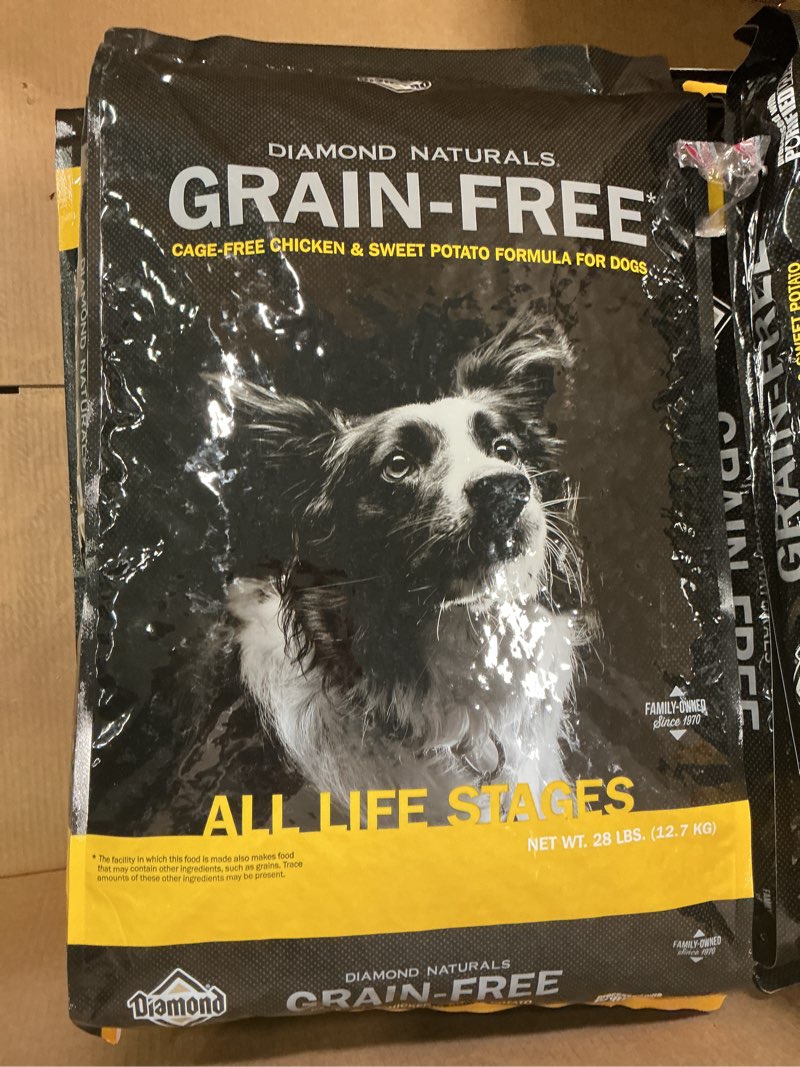 DIAMOND NATURALS
GRAIN-FREE*
CAGE-FREE CHICKEN & SWEET POTATO FORMULA FOR DOGS
FAMILY-OWNED
Since 1970
ALL LIFE STAGES
NET WT. 28 LBS. (12.7 KG)
* The facility in which this food is made also makes food
that may contain other ingredients, such as grains. Trace
amounts of these other ingredients may be present.
FAMILY-OWNED
Since 1970
Diamond
DIAMOND NATURALS
GRAIN-FREE
GRAIN-FREE
GRAIN-FREE
SWEET POTATO